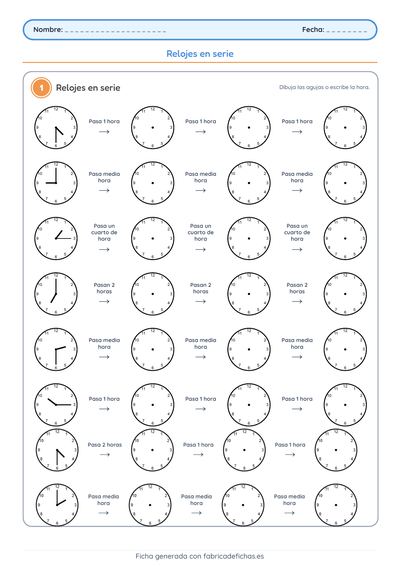 Nombre:
Fecha:
Relojes en serie
1 Relojes en serie
Dibuja las agujas o escribe la hora.
Pasa 1 hora → Pasa 1 hora → Pasa 1 hora →
Pasa media hora → Pasa media hora → Pasa media hora →
Pasa un cuarto de hora → Pasa un cuarto de hora → Pasa un cuarto de hora →
Pasan 2 horas → Pasan 2 horas → Pasan 2 horas →
Pasa media hora → Pasa media hora → Pasa media hora →
Pasa 1 hora → Pasa 1 hora → Pasa 1 hora →
Pasa 2 horas → Pasa 1 hora → Pasa 1 hora →
Pasa media hora → Pasa media hora → Pasa media hora →
Ficha generada con fabricadefichas.es